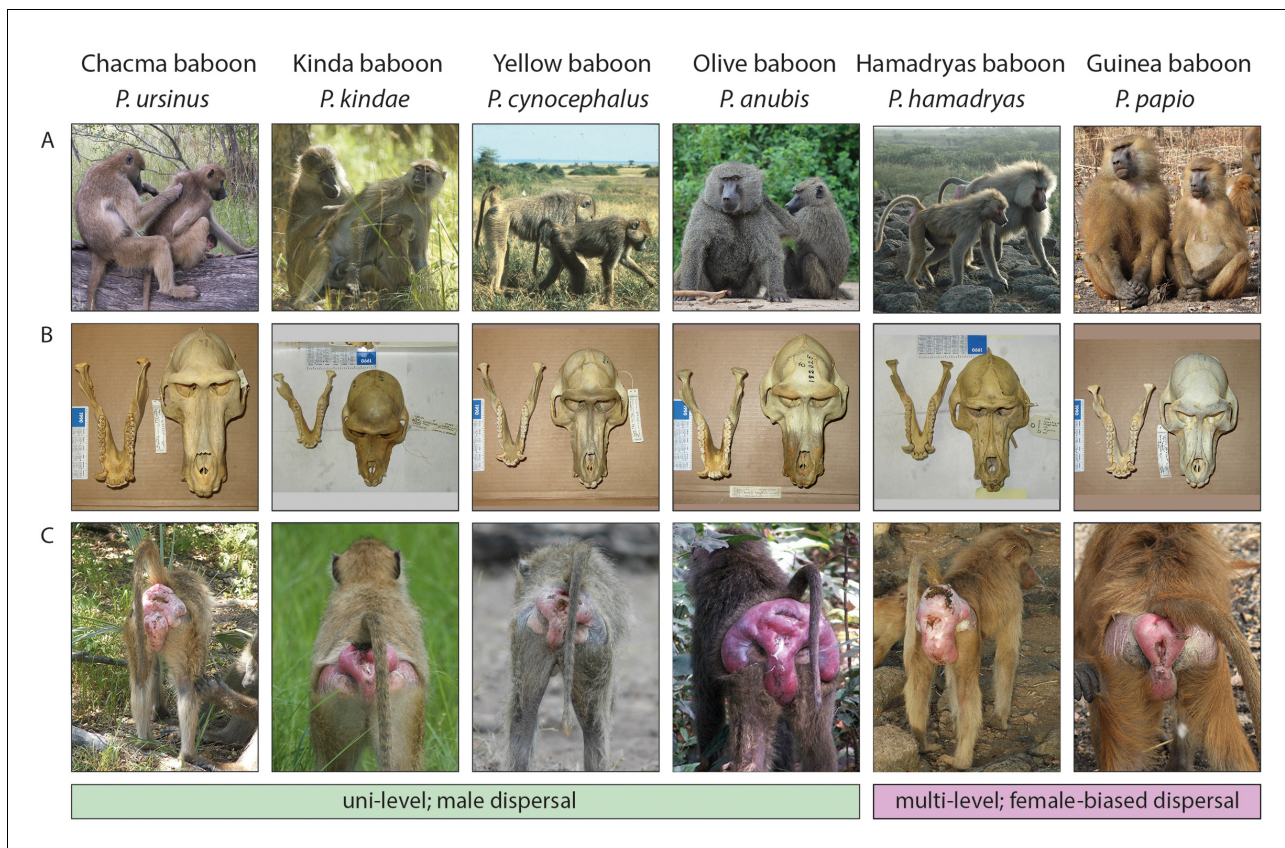 Chacma baboon
P. ursinus
Kinda baboon
P. kindae
Yellow baboon
P. cynocephalus
Olive baboon
P. anubis
Hamadryas baboon
P. hamadryas
Guinea baboon
P. papio
A
B
C
uni-level; male dispersal
multi-level; female-biased dispersal